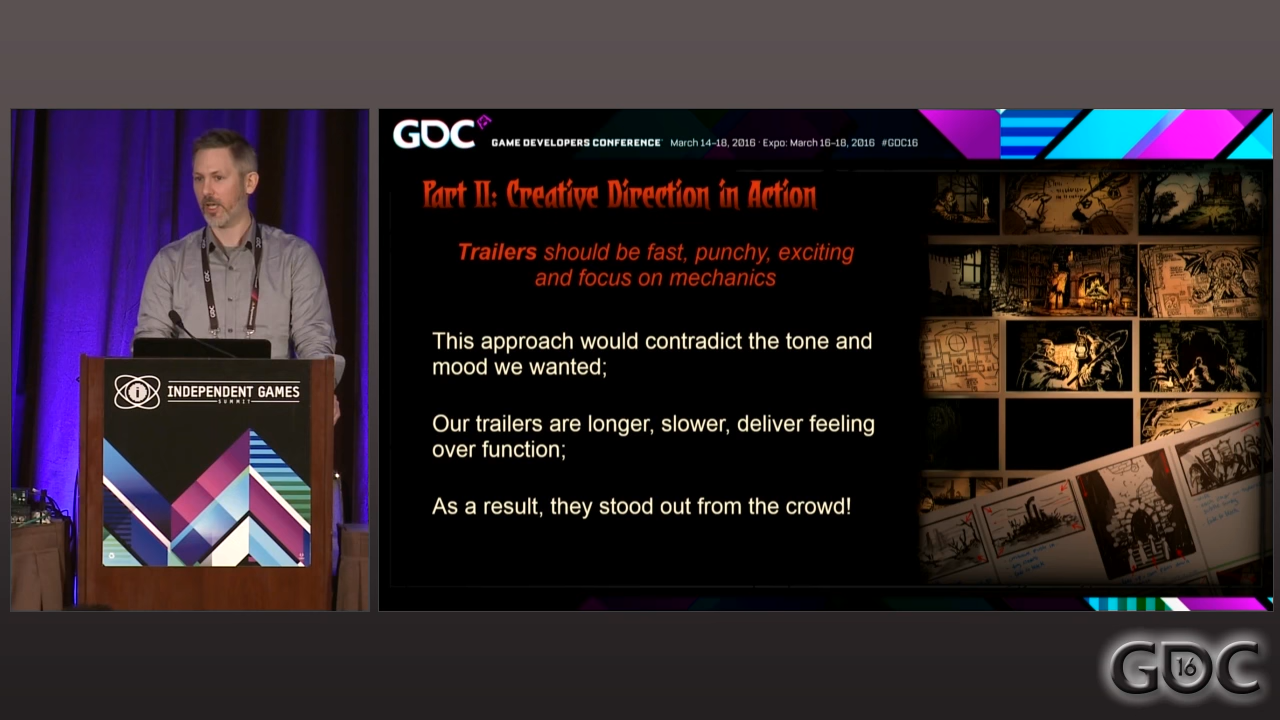 GDC
GAME DEVELOPERS CONFERENCE March 14-18, 2016 · Expo: March 16-18, 2016 #GDC16
Part II: Creative Direction in Action
Trailers should be fast, punchy, exciting
and focus on mechanics
This approach would contradict the tone and
mood we wanted;
Our trailers are longer, slower, deliver feeling
over function;
As a result, they stood out from the crowd!
GDC
GDC
INDEPENDENT GAMES
SUMMIT
GDC
16